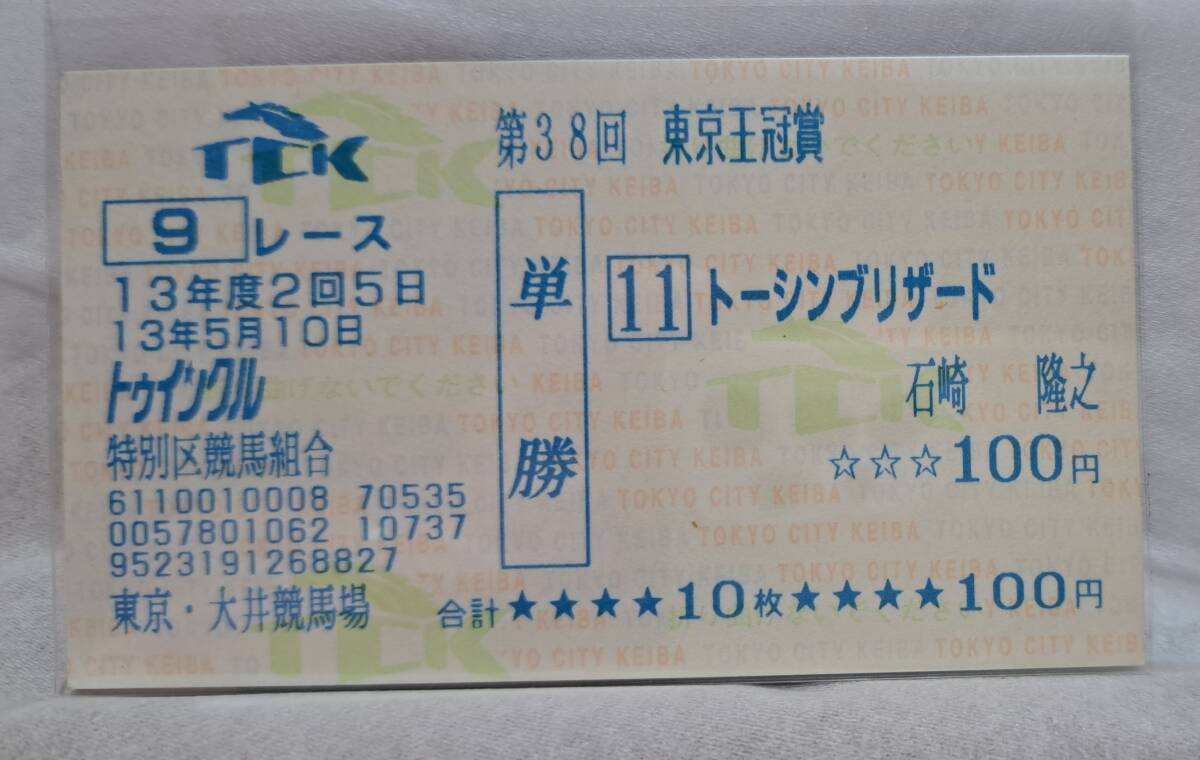 TCK
第38回 東京王冠賞
9 レース
13年度2回5日
13年5月10日
トゥインクル
特別区競馬組合
6110010008 70535
0057801062 10737
9523191268827
東京・大井競馬場
単勝
11 トーシンブリザード
石崎 隆之
☆☆☆100円
合計★★★★10枚★★★★100円